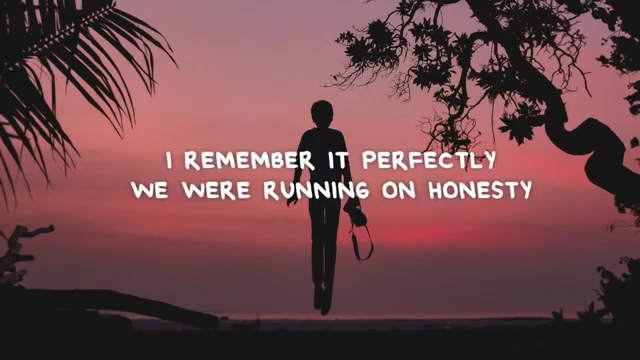 I REMEMBER IT PERFECTLY
WE WERE RUNNING ON HONESTY